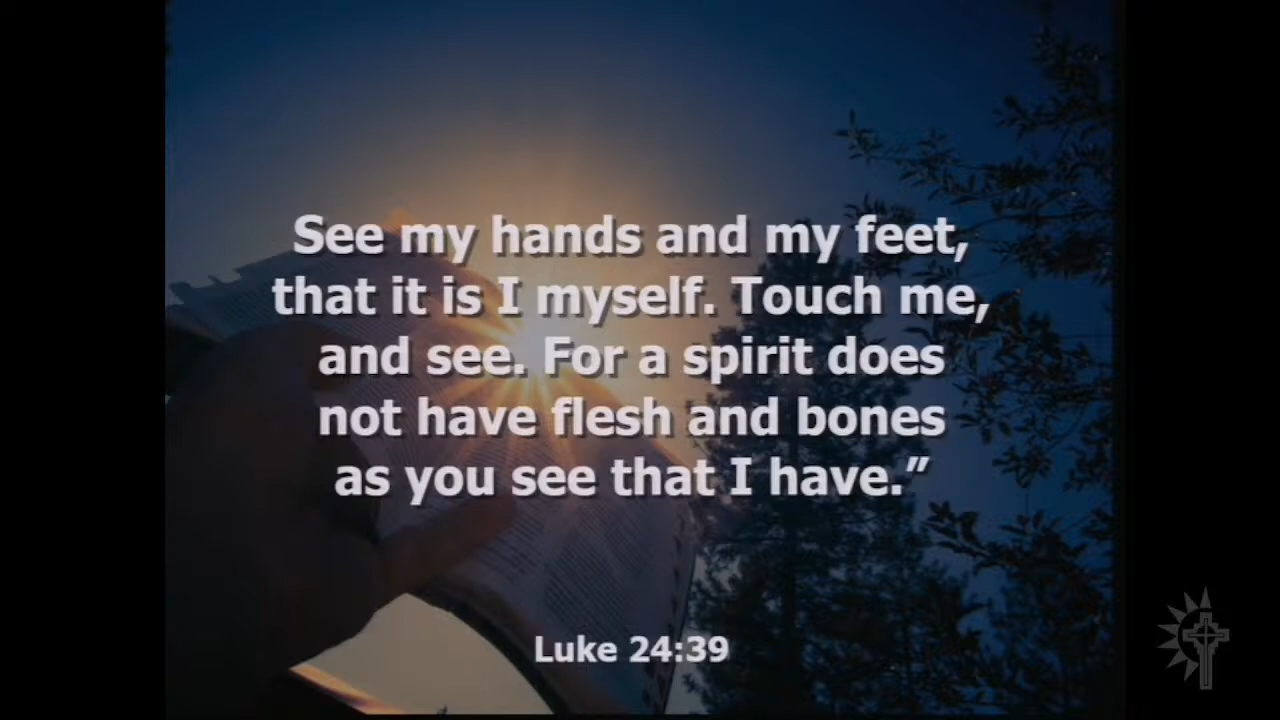 See my hands and my feet,
that it is I myself. Touch me,
and see. For a spirit does
not have flesh and bones
as you see that I have.”
Luke 24:39